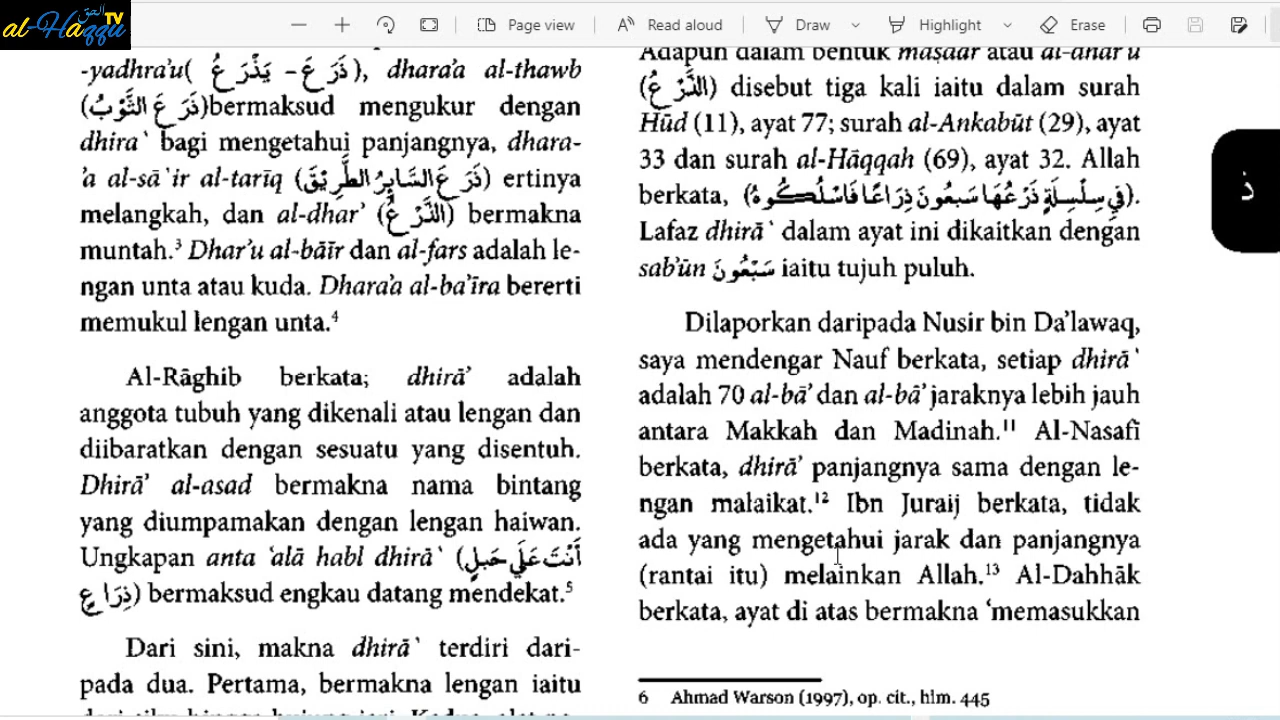 الحق
al-Haqqu TV
Page view
Read aloud
Draw
Highlight
Erase
-yadhra'u( ذَرَعَ - يَذْرَعُ), dhara'a al-thawb
(ذَرَعَ الثَّوْبُ)bermaksud mengukur dengan
dhira` bagi mengetahui panjangnya, dhara-
'a al-sā`ir al-tarīq (ذَرَعَ السَّايِرُ الطَّرِيْقَ) ertinya
melangkah, dan al-dhar' (الذَّرْعُ) bermakna
muntah.³ Dhar'u al-bāīr dan al-fars adalah le-
ngan unta atau kuda. Dhara'a al-ba'īra bererti
memukul lengan unta.⁴
Al-Rāghib berkata; dhirā' adalah
anggota tubuh yang dikenali atau lengan dan
diibaratkan dengan sesuatu yang disentuh.
Dhirā' al-asad bermakna nama bintang
yang diumpamakan dengan lengan haiwan.
Ungkapan anta 'alā habl dhirā` (أَنْتَ عَلَي حَبلٍ
ذِرَاعٍ) bermaksud engkau datang mendekat.⁵
Dari sini, makna dhirā` terdiri dari-
pada dua. Pertama, bermakna lengan iaitu
Adapun dalam bentuk maṣdar atau al-dhar'u
(الذَّرْعُ) disebut tiga kali iaitu dalam surah
Hūd (11), ayat 77; surah al-Ankabūt (29), ayat
33 dan surah al-Hāqqah (69), ayat 32. Allah
berkata, (فِي سِلْسِلَةٍ ذَرْعُهَا سَبعُونَ ذِرَاعًا فَاسْلُكُوهُ).
Lafaz dhirā` dalam ayat ini dikaitkan dengan
sab'ūn سَبْعُونَ iaitu tujuh puluh.
Dilaporkan daripada Nusir bin Da'lawaq,
saya mendengar Nauf berkata, setiap dhirā`
adalah 70 al-bā' dan al-bā' jaraknya lebih jauh
antara Makkah dan Madinah.¹¹ Al-Nasafī
berkata, dhirā' panjangnya sama dengan le-
ngan malaikat.¹² Ibn Juraij berkata, tidak
ada yang mengetahui jarak dan panjangnya
(rantai itu) melainkan Allah.¹³ Al-Dahhāk
berkata, ayat di atas bermakna 'memasukkan
6 Ahmad Warson (1997), op. cit., hlm. 445
ذ